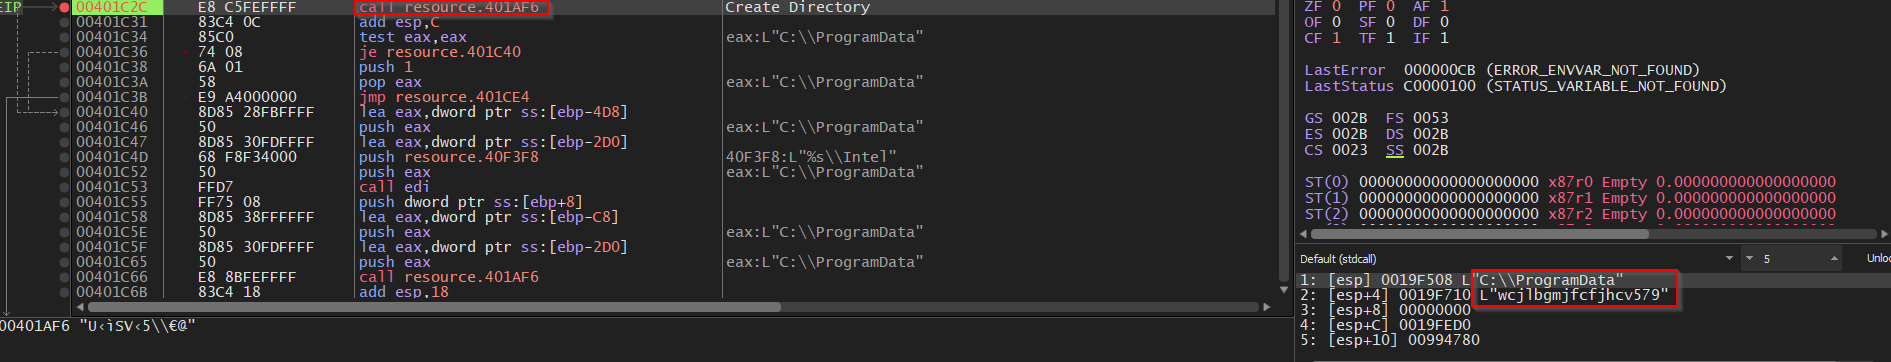 EIP 00401C2C E8 C5FEFFFF call resource.401AF6 Create Directory
00401C31 83C4 0C add esp,C
00401C34 85C0 test eax,eax eax:L"C:\\ProgramData"
00401C36 74 08 je resource.401C40
00401C38 6A 01 push 1
00401C3A 58 pop eax eax:L"C:\\ProgramData"
00401C3B E9 A4000000 jmp resource.401CE4
00401C40 8D85 28FBFFFF lea eax,dword ptr ss:[ebp-4D8]
00401C46 50 push eax eax:L"C:\\ProgramData"
00401C47 8D85 30FDFFFF lea eax,dword ptr ss:[ebp-2D0]
00401C4D 68 F8F34000 push resource.40F3F8 40F3F8:L"%s\\Intel"
00401C52 50 push eax eax:L"C:\\ProgramData"
00401C53 FFD7 call edi
00401C55 FF75 08 push dword ptr ss:[ebp+8]
00401C58 8D85 38FFFFFF lea eax,dword ptr ss:[ebp-C8]
00401C5E 50 push eax eax:L"C:\\ProgramData"
00401C5F 8D85 30FDFFFF lea eax,dword ptr ss:[ebp-2D0]
00401C65 50 push eax eax:L"C:\\ProgramData"
00401C66 E8 8BFEFFFF call resource.401AF6
00401C6B 83C4 18 add esp,18
00401AF6 "U‹ìSV‹5\\€@"
ZF 0 PF 0 AF 1
OF 0 SF 0 DF 0
CF 1 TF 1 IF 1
LastError 000000CB (ERROR_ENVVAR_NOT_FOUND)
LastStatus C0000100 (STATUS_VARIABLE_NOT_FOUND)
GS 002B FS 0053
ES 002B DS 002B
CS 0023 SS 002B
ST(0) 00000000000000000000 x87r0 Empty 0.000000000000000000
ST(1) 00000000000000000000 x87r1 Empty 0.000000000000000000
ST(2) 00000000000000000000 x87r2 Empty 0.000000000000000000
Default (stdcall) 5 Unloc
1: [esp] 0019F508 L"C:\\ProgramData"
2: [esp+4] 0019F710 L"wcjlbgmjfcfjhcv579"
3: [esp+8] 00000000
4: [esp+C] 0019FED0
5: [esp+10] 00994780